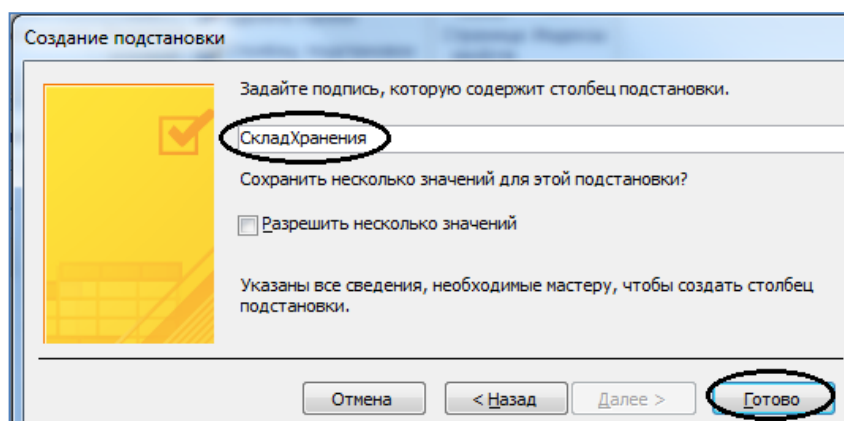 Создание подстановки
Задайте подпись, которую содержит столбец подстановки.
СкладХранения
Сохранить несколько значений для этой подстановки?
Разрешить несколько значений
Указаны все сведения, необходимые мастеру, чтобы создать столбец
подстановки.
Отмена < Назад Далее > Готово